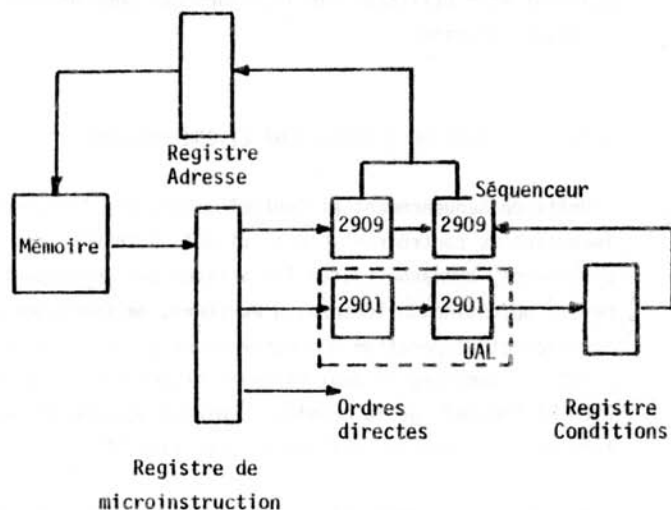 Registre
Adresse
Séquenceur
Mémoire
2909
2909
2901
2901
UAL
Ordres
directes
Registre
Conditions
Registre de
microinstruction